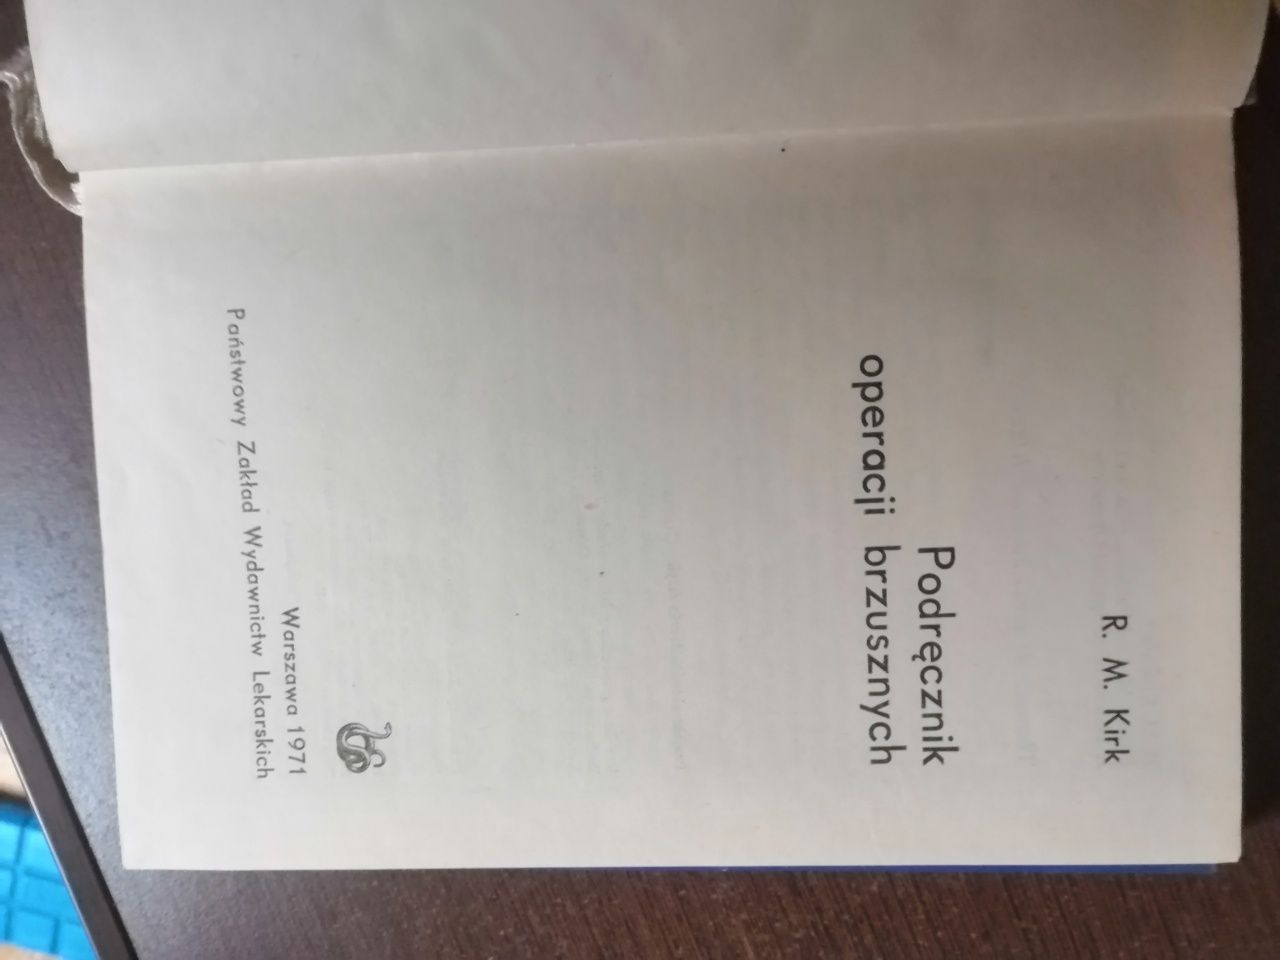 R. M. Kirk
Podręcznik
operacji brzusznych
Warszawa 1971
Państwowy Zakład Wydawnictw Lekarskich